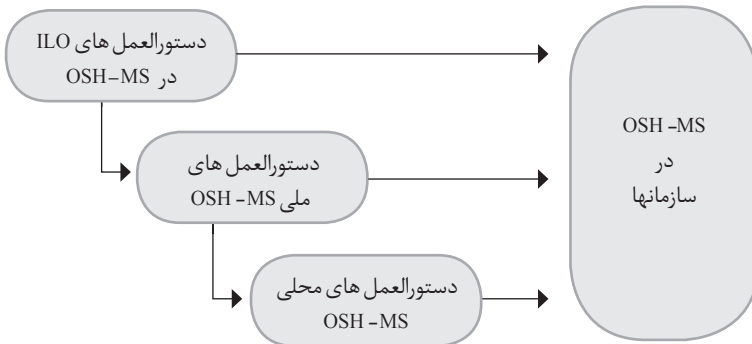 دستورالعمل های ILO
در OSH-MS
دستورالعمل های
ملی OSH -MS
دستورالعمل های محلی
OSH -MS
OSH -MS
در
سازمانها